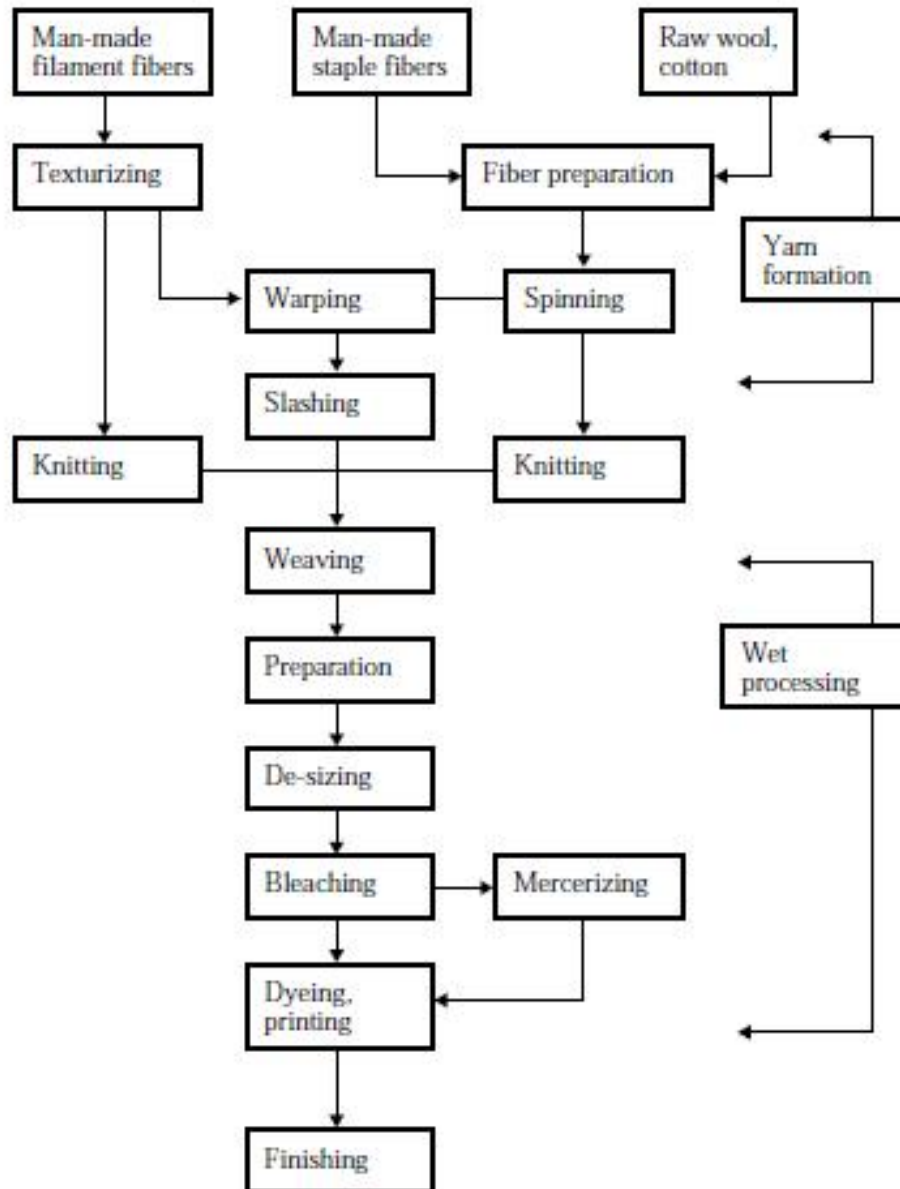 Man-made
filament fibers
Man-made
staple fibers
Raw wool,
cotton
Texturizing
Fiber preparation
Yarn
formation
Warping
Spinning
Slashing
Knitting
Knitting
Weaving
Wet
processing
Preparation
De-sizing
Bleaching
Mercerizing
Dyeing,
printing
Finishing